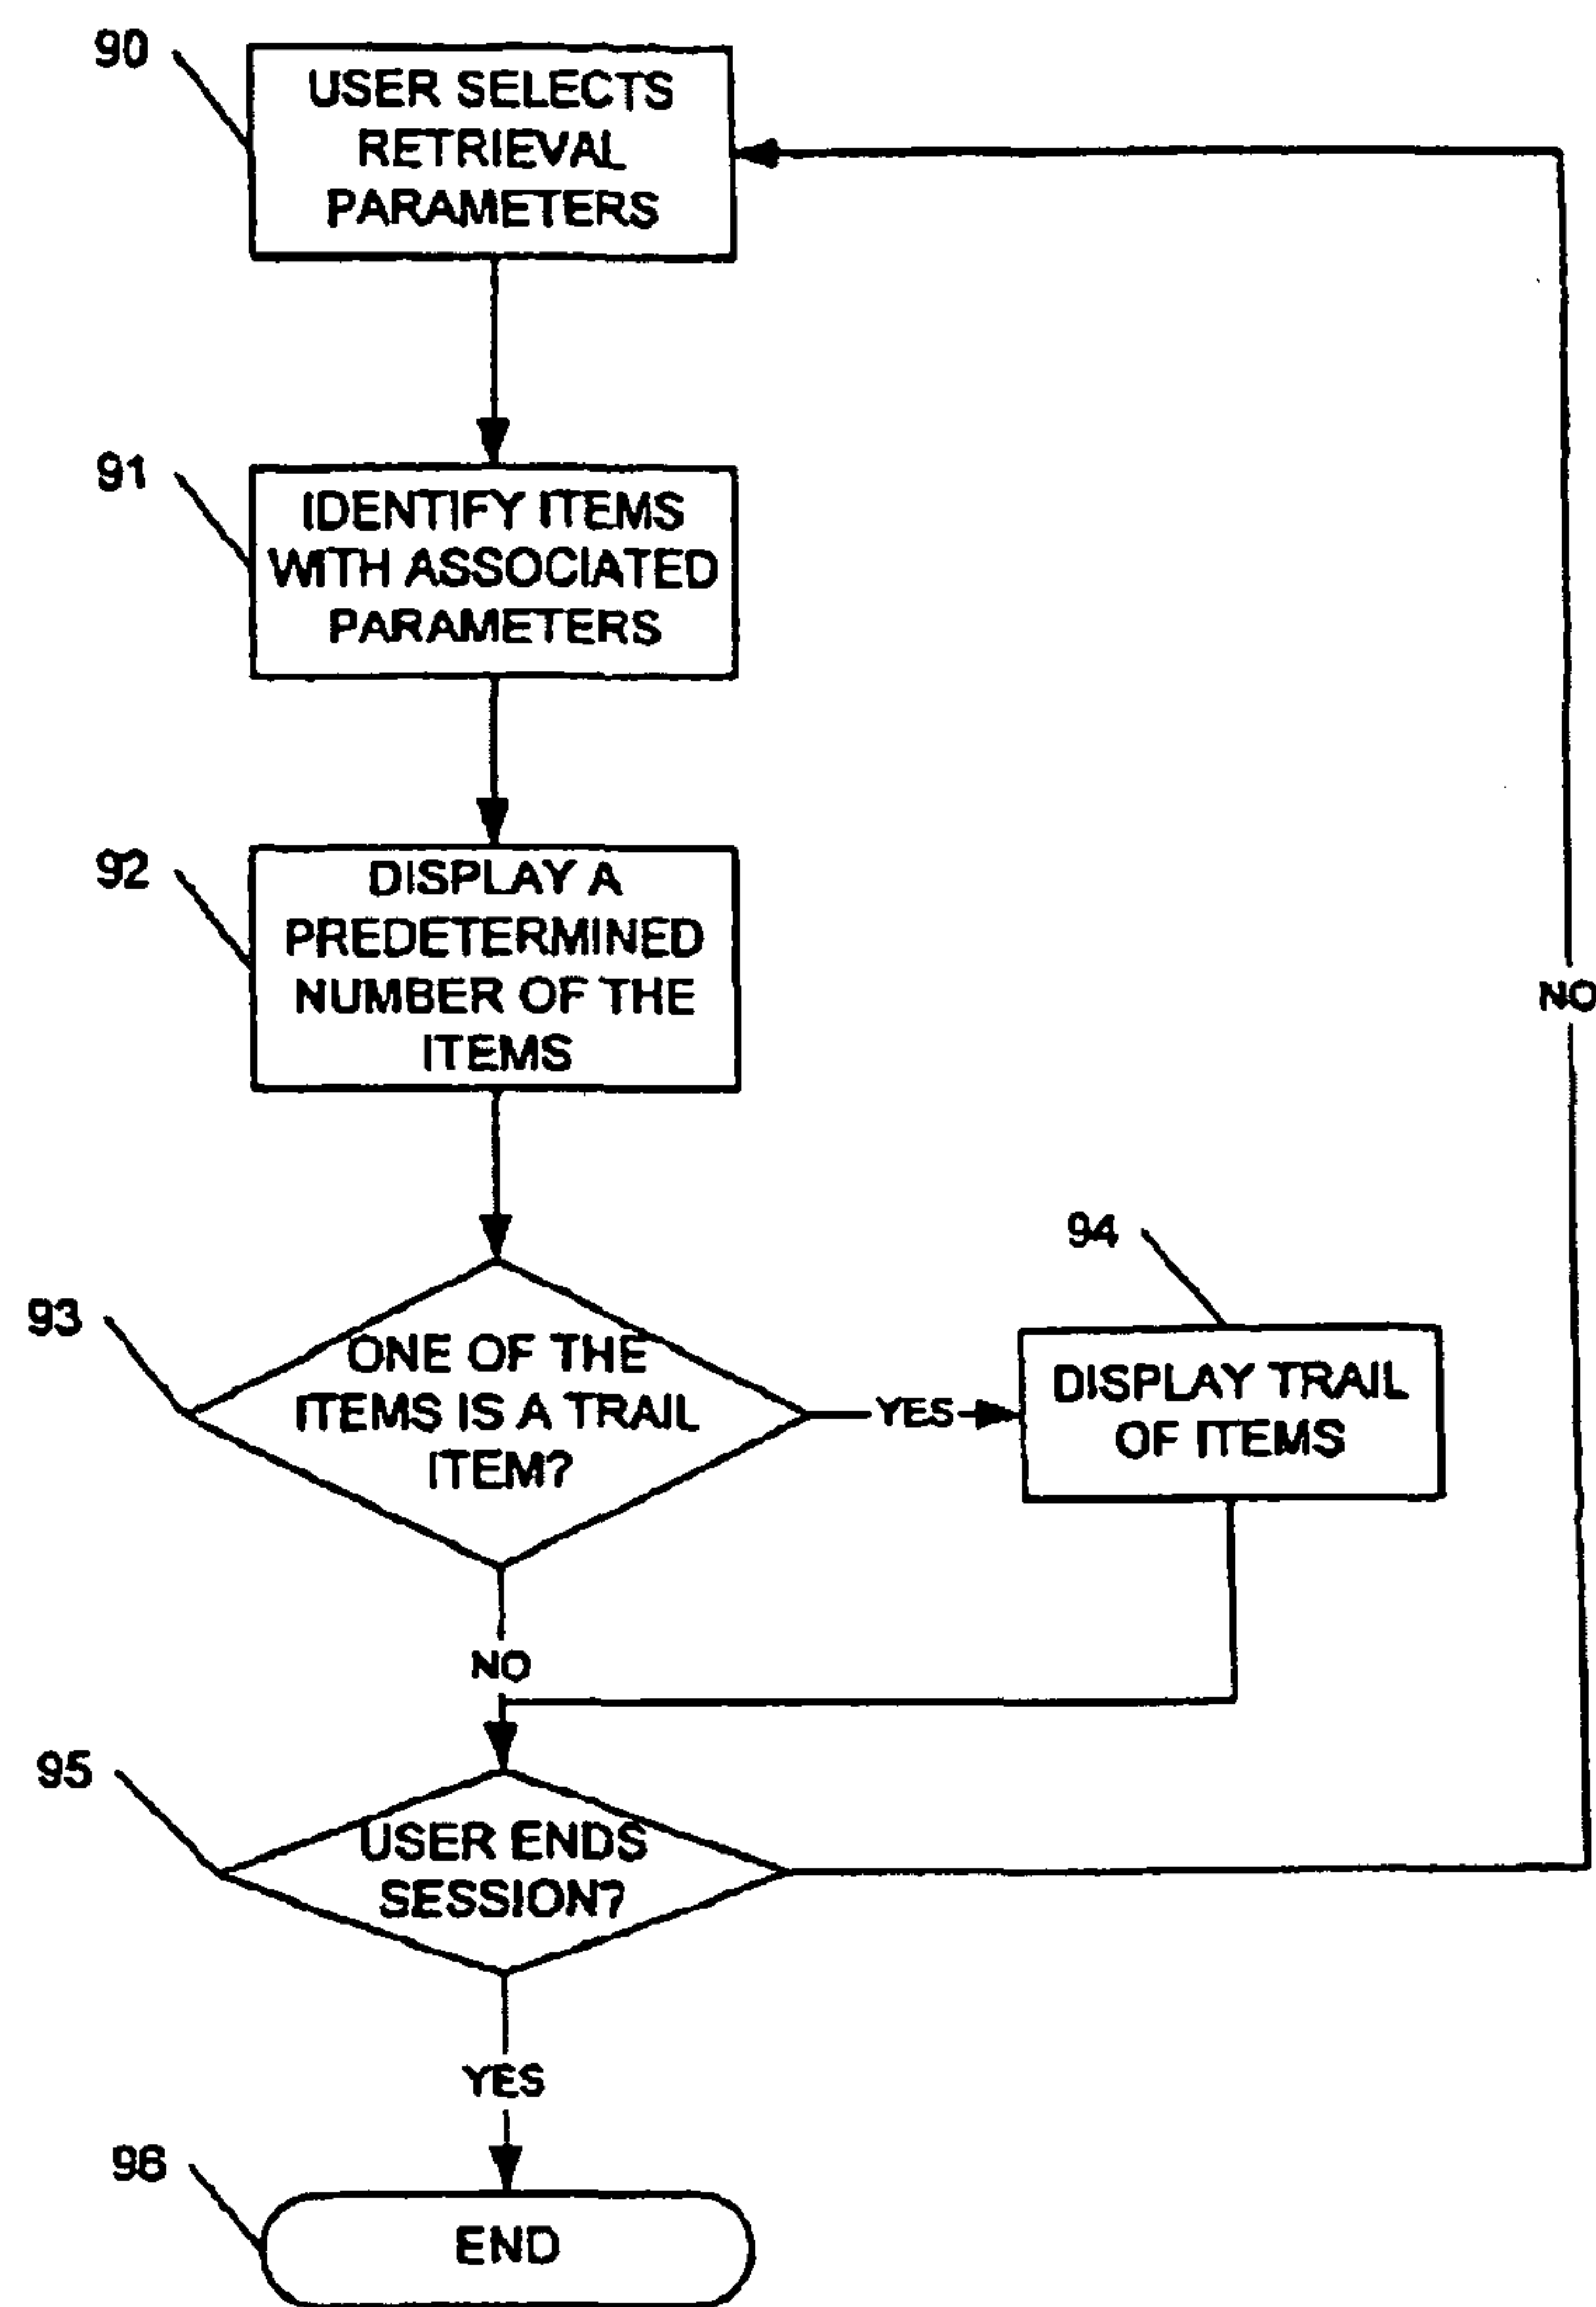 90
USER SELECTS
RETRIEVAL
PARAMETERS
91
IDENTIFY ITEMS
WITH ASSOCIATED
PARAMETERS
92
DISPLAY A
PREDETERMINED
NUMBER OF THE
ITEMS
NO
93
ONE OF THE
ITEMS IS A TRAIL
ITEM?
YES
94
DISPLAY TRAIL
OF ITEMS
NO
95
USER ENDS
SESSION?
YES
96
END